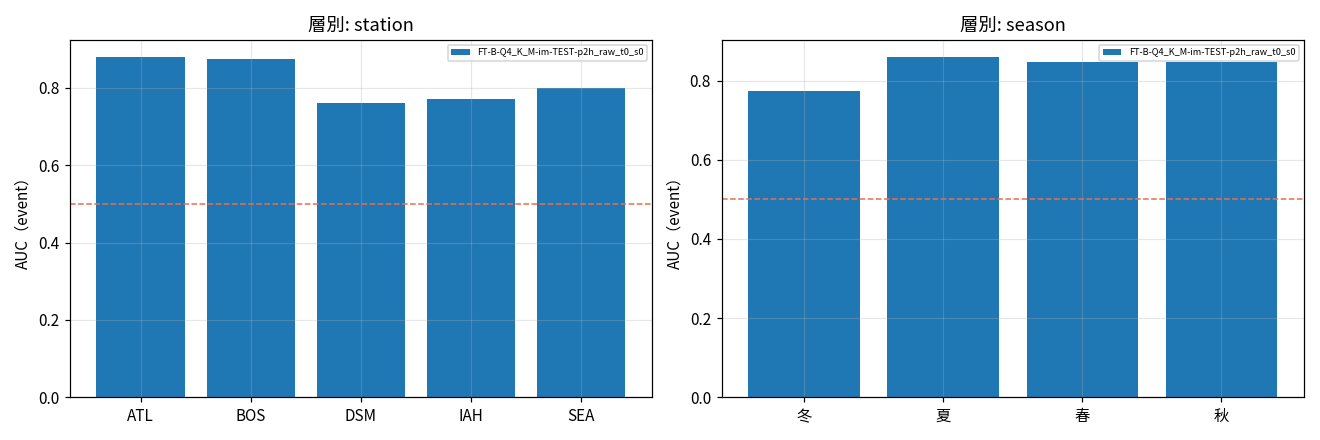 層別: station
FT-B-Q4_K_M-im-TEST-p2h_raw_t0_s0
AUC（event）
0.8
0.6
0.4
0.2
0.0
ATL BOS DSM IAH SEA
層別: season
FT-B-Q4_K_M-im-TEST-p2h_raw_t0_s0
AUC（event）
0.8
0.6
0.4
0.2
0.0
冬 夏 春 秋